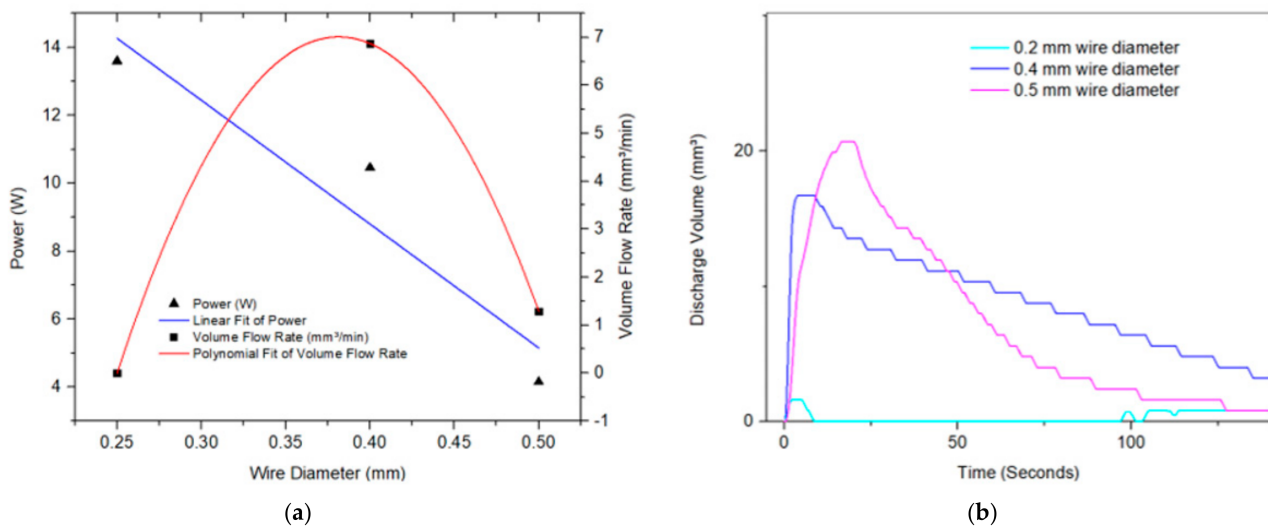 14
12
10
8
6
4
Power (W)
7
6
5
4
3
2
1
0
-1
Volume Flow Rate (mm³/min)
Power (W)
Linear Fit of Power
Volume Flow Rate (mm³/min)
Polynomial Fit of Volume Flow Rate
0.25
0.30
0.35
0.40
0.45
0.50
Wire Diameter (mm)
(a)
0.2 mm wire diameter
0.4 mm wire diameter
0.5 mm wire diameter
20
0
Discharge Volume (mm³)
0
50
100
Time (Seconds)
(b)